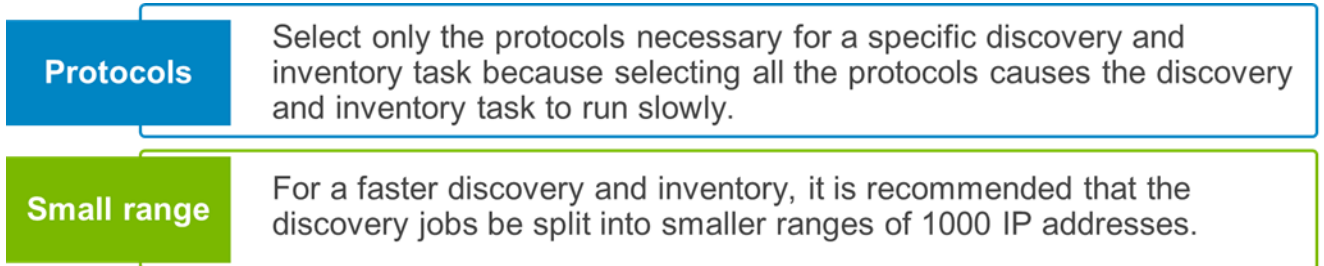 Protocols
Select only the protocols necessary for a specific discovery and
inventory task because selecting all the protocols causes the discovery
and inventory task to run slowly.
Small range
For a faster discovery and inventory, it is recommended that the
discovery jobs be split into smaller ranges of 1000 IP addresses.